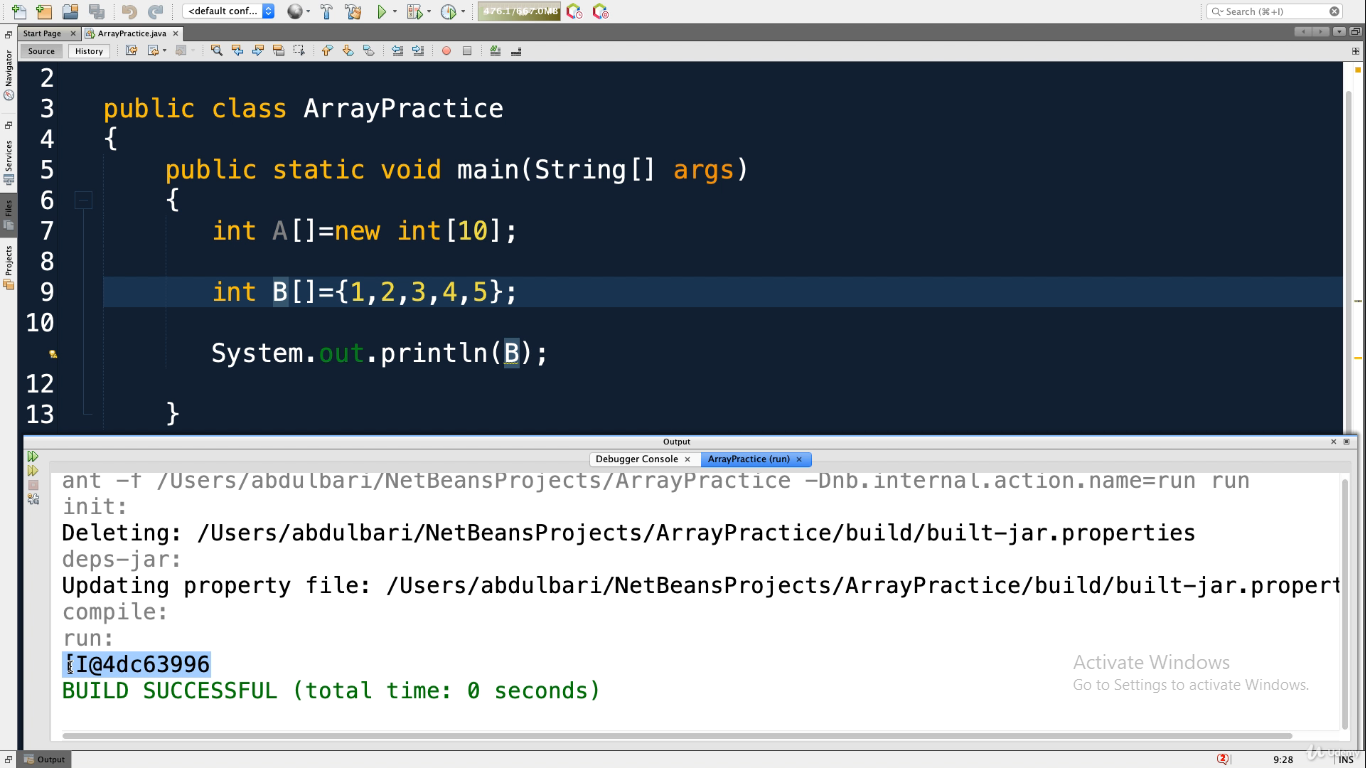 <default conf...
476.1/667.0MB
Search (⌘+I)
Start Page
ArrayPractice.java
Source
History
Navigator
Services
Files
Projects
2
3 public class ArrayPractice
4 {
5 public static void main(String[] args)
6 {
7 int A[]=new int[10];
8
9 int B[]={1,2,3,4,5};
10
System.out.println(B);
12
13 }
Output
Debugger Console
ArrayPractice (run)
ant -f /Users/abdulbari/NetBeansProjects/ArrayPractice -Dnb.internal.action.name=run run
init:
Deleting: /Users/abdulbari/NetBeansProjects/ArrayPractice/build/built-jar.properties
deps-jar:
Updating property file: /Users/abdulbari/NetBeansProjects/ArrayPractice/build/built-jar.propert
compile:
run:
[I@4dc63996
BUILD SUCCESSFUL (total time: 0 seconds)
Activate Windows
Go to Settings to activate Windows.
Output
2
9:28
INS
Udemy